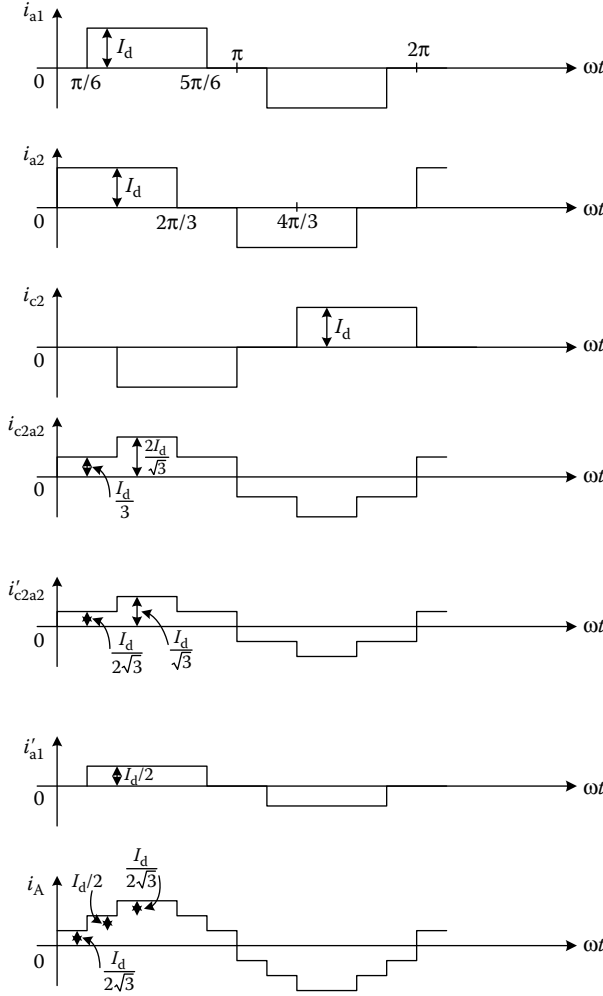 i_a1
I_d
0
π/6
5π/6
π
2π
ωt
i_a2
I_d
0
2π/3
4π/3
ωt
i_c2
I_d
0
ωt
i_c2a2
2I_d/√3
0
I_d/3
ωt
i′_c2a2
0
I_d/2√3
I_d/√3
ωt
i′_a1
I_d/2
0
ωt
i_A
I_d/2
I_d/2√3
0
I_d/2√3
ωt